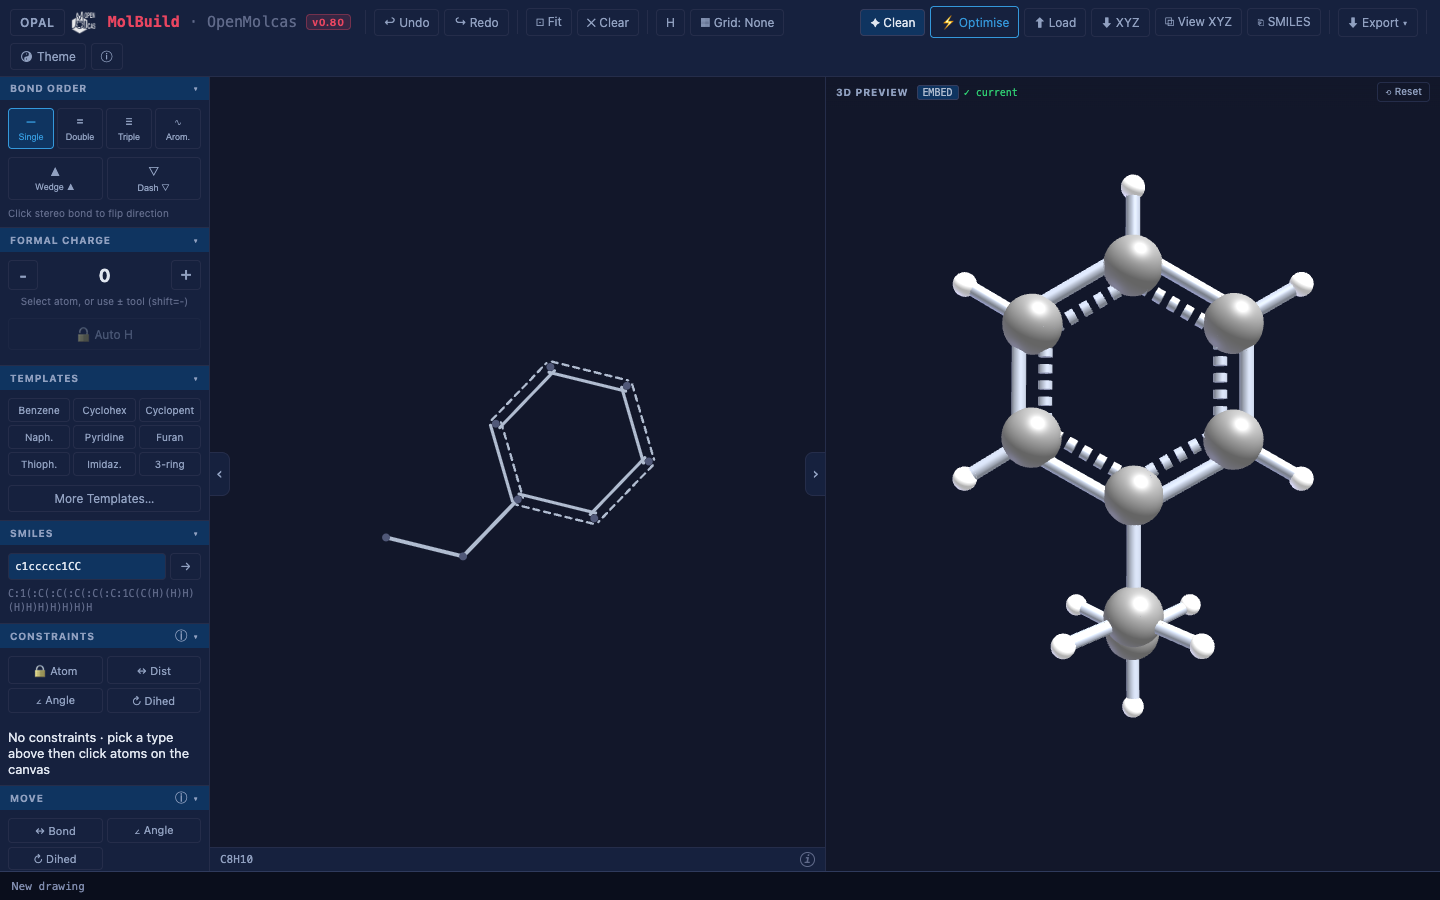 OPAL OPEN MOLCAS MolBuild · OpenMolcas v0.80 Undo Redo Fit Clear H Grid: None Clean Optimise Load XYZ View XYZ SMILES Export
Theme
BOND ORDER
Single Double Triple Arom.
Wedge ▲ Dash ▽
Click stereo bond to flip direction
FORMAL CHARGE
- 0 +
Select atom, or use ± tool (shift=-)
Auto H
TEMPLATES
Benzene Cyclohex Cyclopent
Naph. Pyridine Furan
Thioph. Imidaz. 3-ring
More Templates...
SMILES
c1ccccc1CC →
C:1(:C(:C(:C(:C(:C:1C(C(H)(H)H)
(H)H)H)H)H)H)H
CONSTRAINTS
Atom Dist
Angle Dihed
No constraints · pick a type
above then click atoms on the
canvas
MOVE
Bond Angle
Dihed
C8H10
3D PREVIEW EMBED ✓ current Reset
New drawing